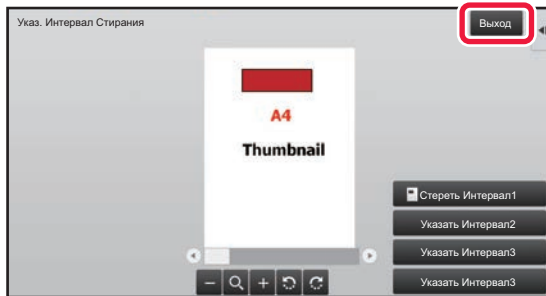 Указ. Интервал Стирания
Выход
A4
Thumbnail
Стереть Интервал1
Указать Интервал2
Указать Интервал3
Указать Интервал3